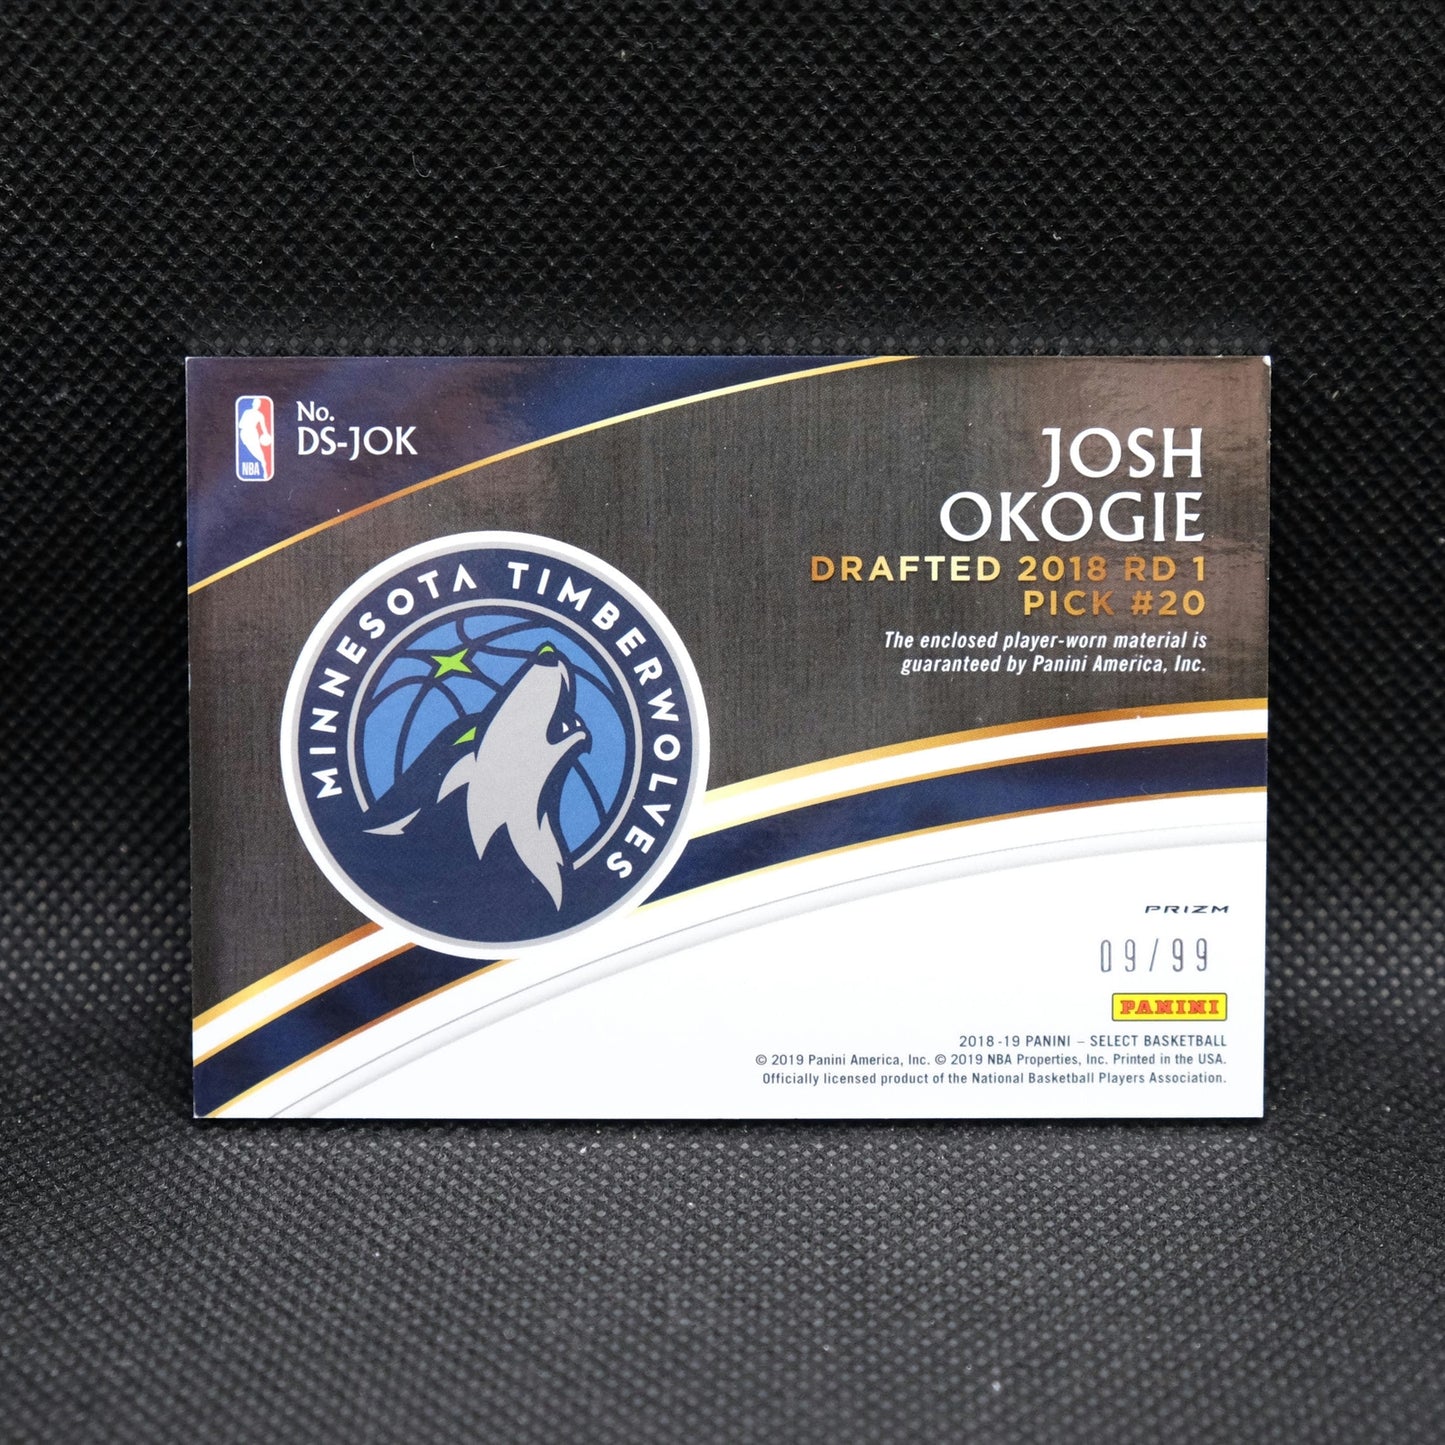 NBA
No.
DS-JOK
JOSH
OKOGIE
DRAFTED 2018 RD 1
PICK #20
The enclosed player-worn material is
guaranteed by Panini America, Inc.
MINNESOTA TIMBERWOLVES
PRIZM
09/99
PANINI
2018-19 PANINI – SELECT BASKETBALL
© 2019 Panini America, Inc. © 2019 NBA Properties, Inc. Printed in the USA.
Officially licensed product of the National Basketball Players Association.